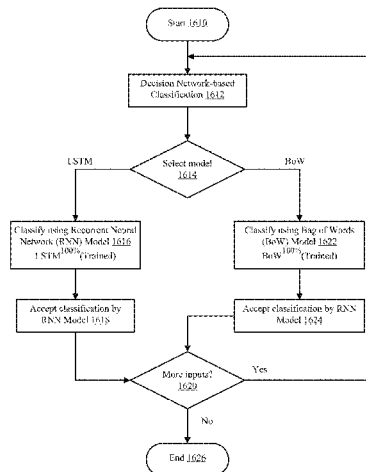 Start 1610
Decision Network-based
Classification 1612
LSTM
Select model
1614
BoW
Classify using Recurrent Neural
Network (RNN) Model 1616
LSTM100% (Trained)
Classify using Bag of Words
(BoW) Model 1622
BoW100%
(Trained)
Accept classification by
RNN Model 1618
Accept classification by RNN
Model 1624
More inputs?
1620
Yes
No
End 1626